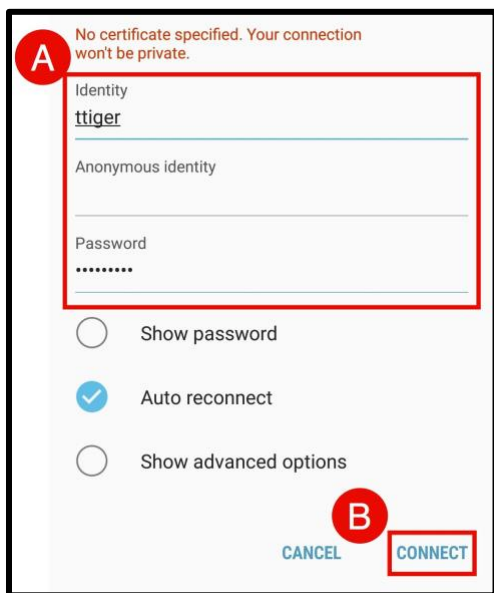 No certificate specified. Your connection
won't be private.
A
Identity
ttiger
Anonymous identity
Password
•••••••••
Show password
Auto reconnect
Show advanced options
B
CANCEL CONNECT